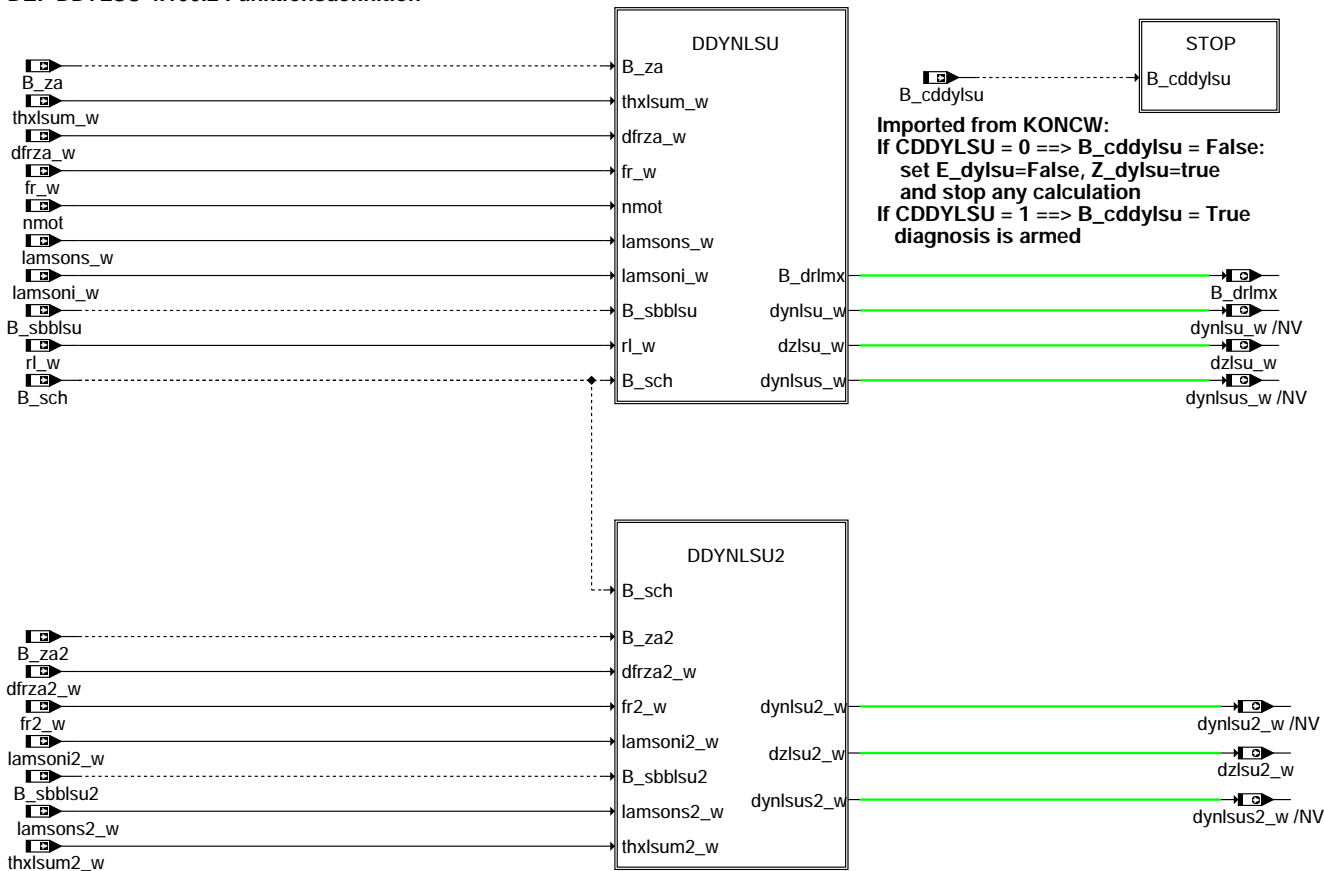 Funktionsdefinition
DDYNLSU
B_za
thxlsum_w
dfrza_w
fr_w
nmot
lamsons_w
lamsoni_w
B_sbblsu
rl_w
B_sch
B_za
thxlsum_w
dfrza_w
fr_w
nmot
lamsons_w
lamsoni_w
B_sbblsu
rl_w
B_sch
B_drlmx
dynlsu_w
dzlsu_w
dynlsus_w
B_drlmx
dynlsu_w /NV
dzlsu_w
dynlsus_w /NV
STOP
B_cddylsu
B_cddylsu
Imported from KONCW:
If CDDYLSU = 0 ==> B_cddylsu = False:
set E_dylsu=False, Z_dylsu=true
and stop any calculation
If CDDYLSU = 1 ==> B_cddylsu = True
diagnosis is armed
DDYNLSU2
B_sch
B_za2
dfrza2_w
fr2_w
lamsoni2_w
B_sbblsu2
lamsons2_w
thxlsum2_w
B_za2
dfrza2_w
fr2_w
lamsoni2_w
B_sbblsu2
lamsons2_w
thxlsum2_w
dynlsu2_w
dzlsu2_w
dynlsus2_w
dynlsu2_w /NV
dzlsu2_w
dynlsus2_w /NV